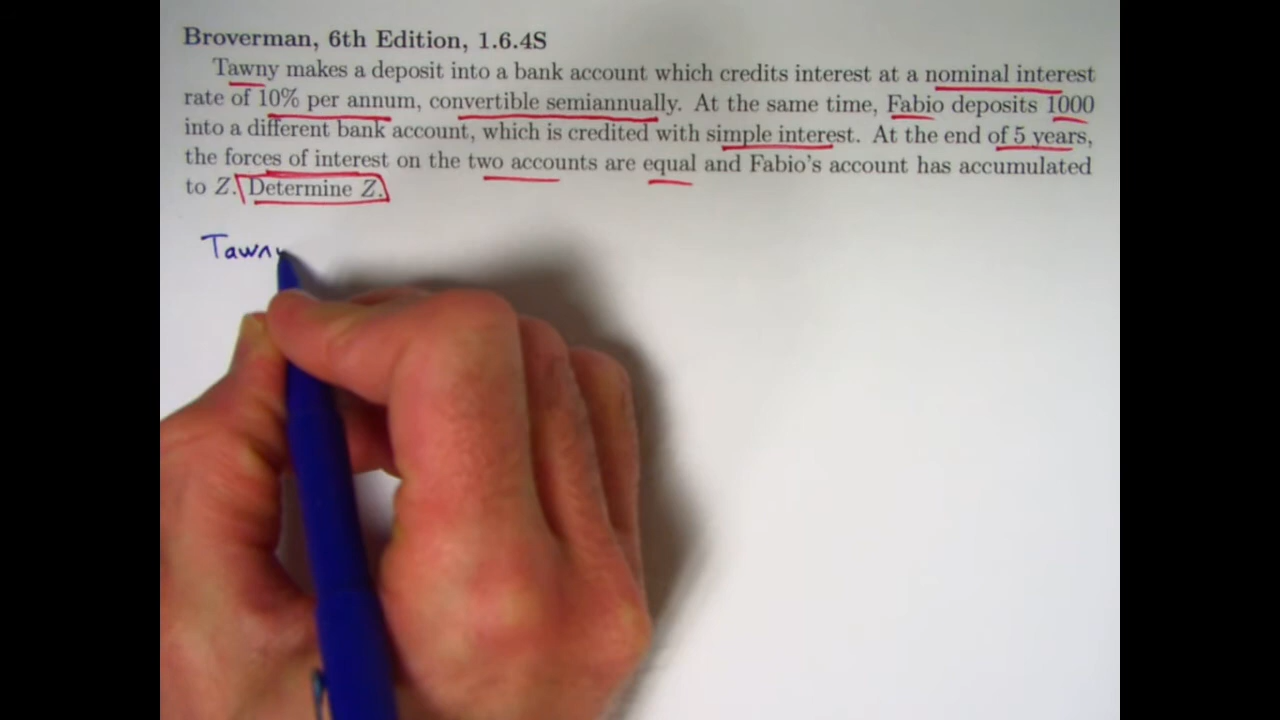 Broverman, 6th Edition, 1.6.4S
Tawny makes a deposit into a bank account which credits interest at a nominal interest
rate of 10% per annum, convertible semiannually. At the same time, Fabio deposits 1000
into a different bank account, which is credited with simple interest. At the end of 5 years,
the forces of interest on the two accounts are equal and Fabio's account has accumulated
to Z. Determine Z.
Tawny